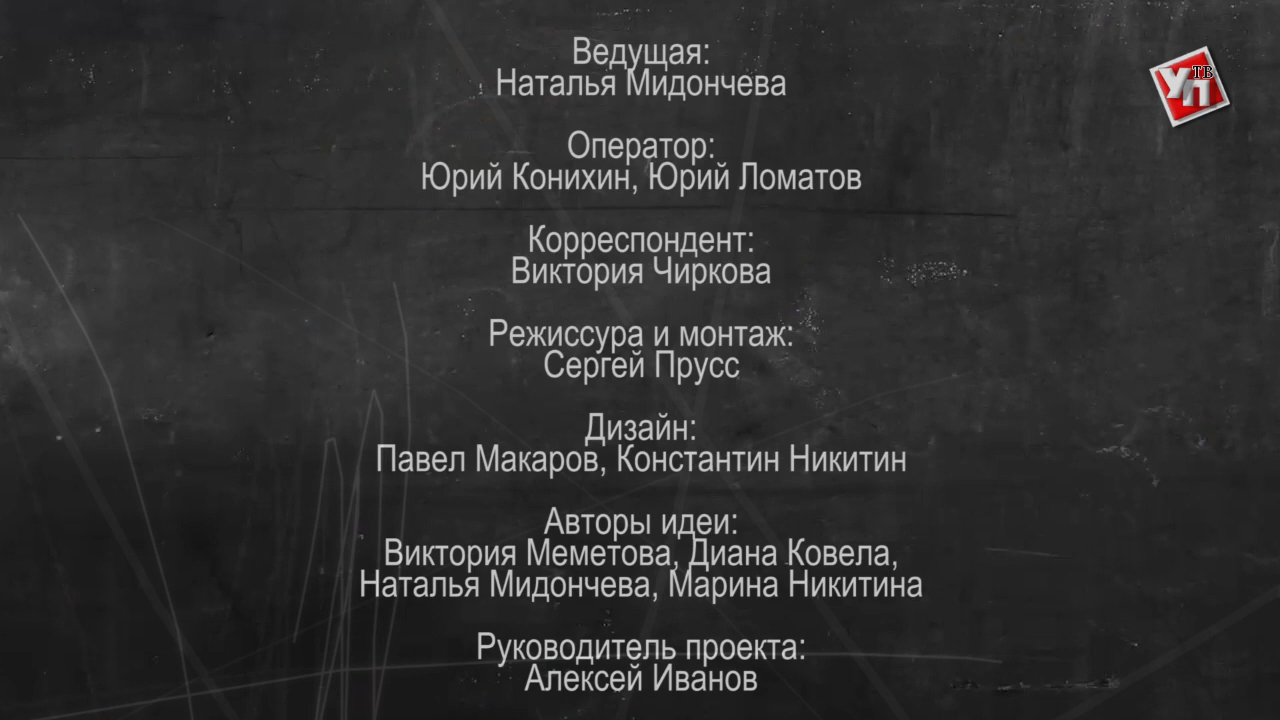 Ведущая:
Наталья Мидончева
Оператор:
Юрий Конихин, Юрий Ломатов
Корреспондент:
Виктория Чиркова
Режиссура и монтаж:
Сергей Прусс
Дизайн:
Павел Макаров, Константин Никитин
Авторы идеи:
Виктория Меметова, Диана Ковела,
Наталья Мидончева, Марина Никитина
Руководитель проекта:
Алексей Иванов
УП ТВ